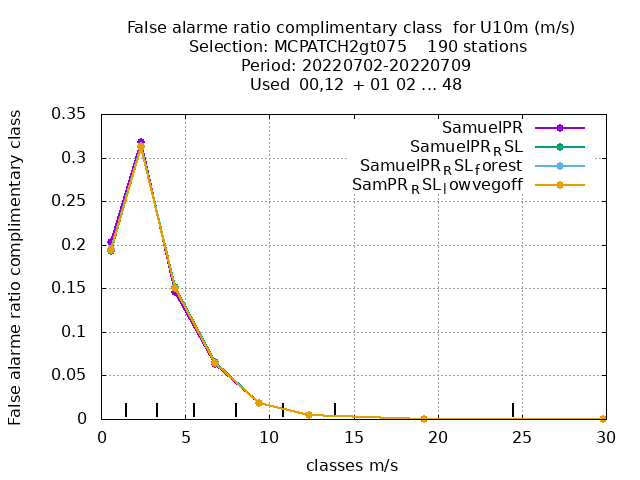 False alarme ratio complimentary class  for U10m (m/s)
Selection: MCPATCH2gt075    190 stations
Period: 20220702-20220709
Used  00,12  + 01 02 ... 48
False alarme ratio complimentary class
0.35
0.3
0.25
0.2
0.15
0.1
0.05
0
SamuelPR
SamuelPR_RSL
SamuelPR_RSL_forest
SamPR_RSL_lowvegoff
0 5 10 15 20 25 30
classes m/s